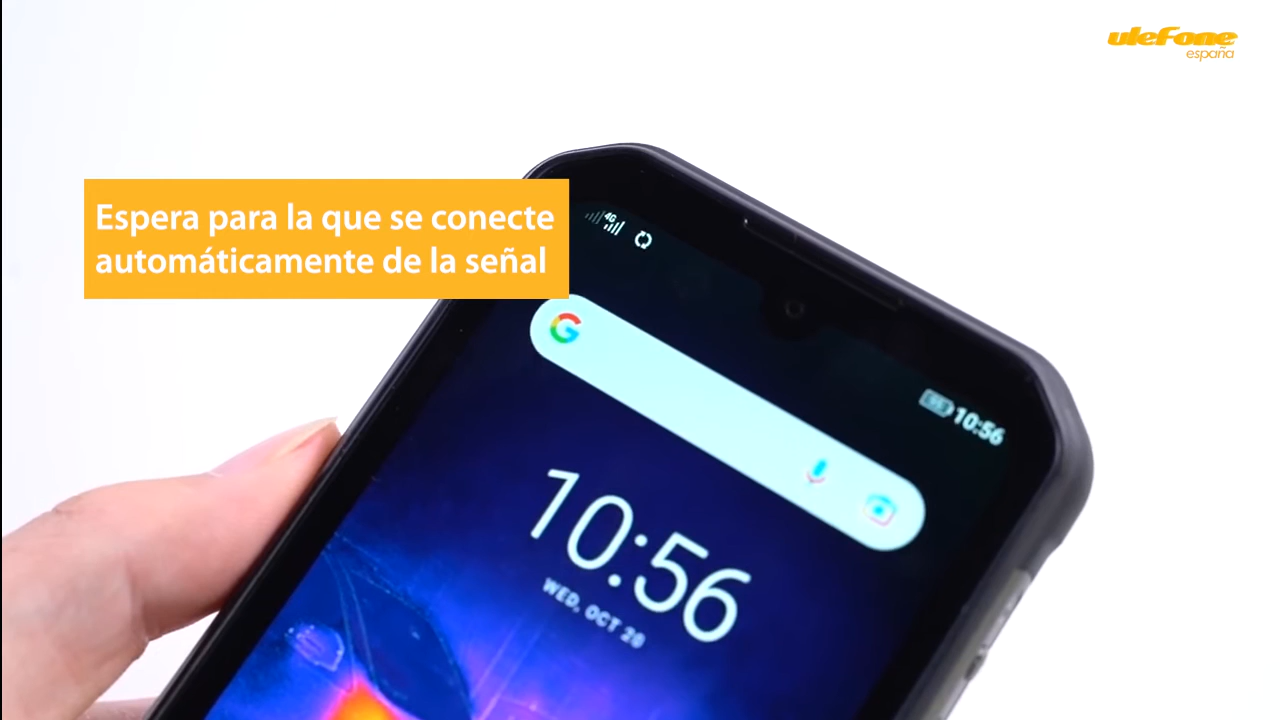 ulefone
españa
Espera para la que se conecte
automáticamente de la señal
4G
10:56
10:56
WED, OCT 26